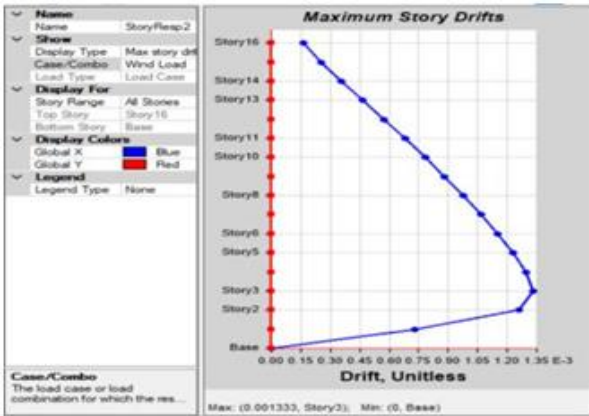 Name
Name StoryResp2
Show
Display Type Max story drif
Case/Combo Wind Load
Load Type Load Case
Display For
Story Range All Stories
Top Story Story16
Bottom Story Base
Display Colors
Global X Blue
Global Y Red
Legend
Legend Type None
Case/Combo
The load case or load
combination for which the res...
Maximum Story Drifts
Story16
Story14
Story13
Story11
Story10
Story8
Story6
Story5
Story3
Story2
Base
0.00 0.15 0.30 0.45 0.60 0.75 0.90 1.05 1.20 1.35 E-3
Drift, Unitless
Max: (0.001333, Story3); Min: (0, Base)